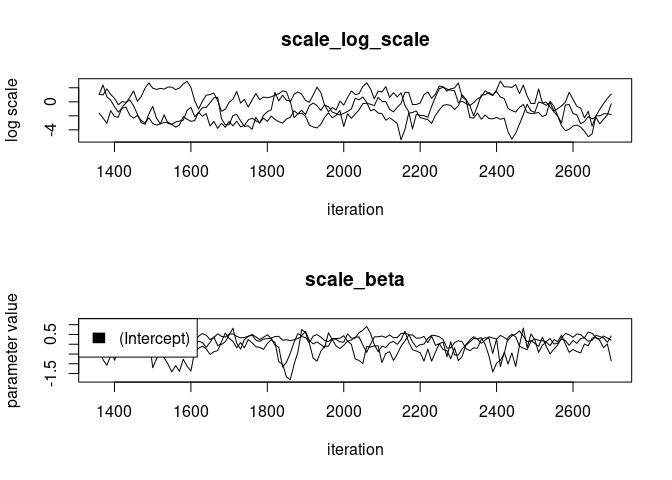 scale_log_scale
log scale
0
-4
1400 1600 1800 2000 2200 2400 2600
iteration
scale_beta
parameter value
0.5
-1.5
(Intercept)
1400 1600 1800 2000 2200 2400 2600
iteration